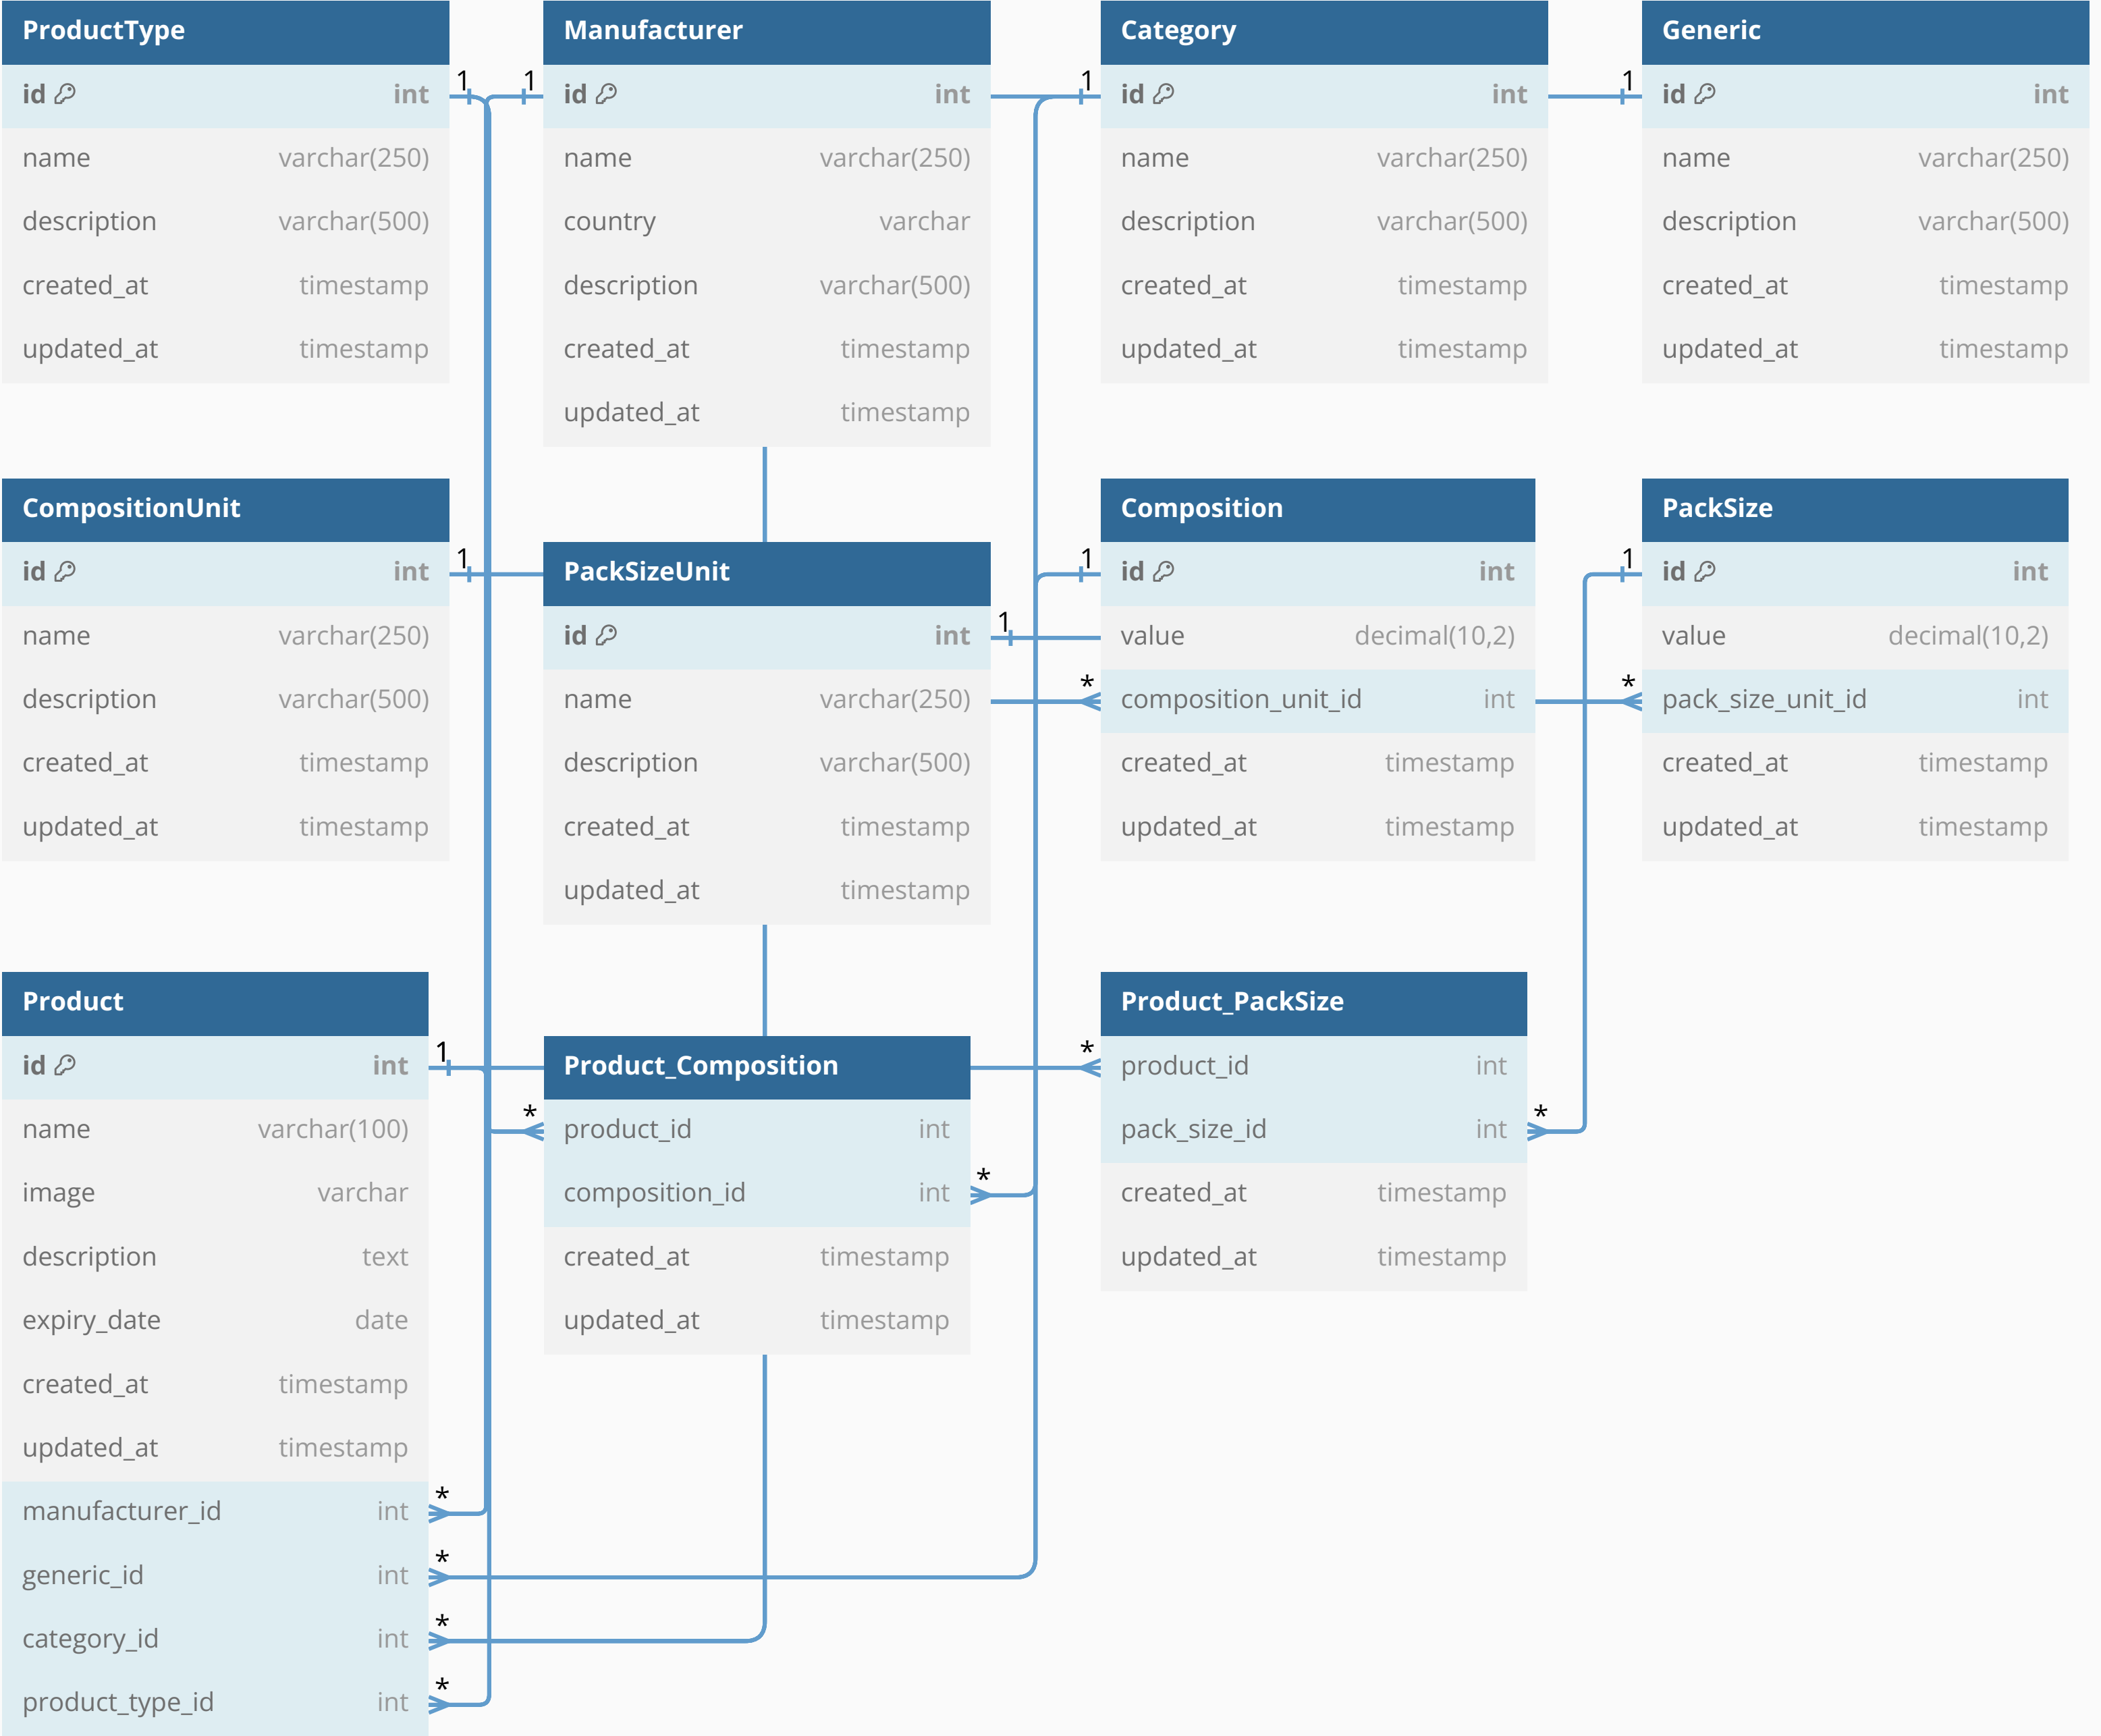 ProductType
id int
name varchar(250)
description varchar(500)
created_at timestamp
updated_at timestamp
1
Manufacturer
1
id int
name varchar(250)
country varchar
description varchar(500)
created_at timestamp
updated_at timestamp
Category
1
id int
name varchar(250)
description varchar(500)
created_at timestamp
updated_at timestamp
Generic
1
id int
name varchar(250)
description varchar(500)
created_at timestamp
updated_at timestamp
CompositionUnit
id int
1
name varchar(250)
description varchar(500)
created_at timestamp
updated_at timestamp
PackSizeUnit
id int
1
name varchar(250)
description varchar(500)
created_at timestamp
updated_at timestamp
Composition
1
id int
value decimal(10,2)
*
composition_unit_id int
created_at timestamp
updated_at timestamp
PackSize
1
id int
value decimal(10,2)
*
pack_size_unit_id int
created_at timestamp
updated_at timestamp
Product
id int
1
name varchar(100)
image varchar
description text
expiry_date date
created_at timestamp
updated_at timestamp
manufacturer_id int
*
generic_id int
*
category_id int
*
product_type_id int
*
Product_Composition
*
product_id int
composition_id int
*
created_at timestamp
updated_at timestamp
Product_PackSize
*
product_id int
pack_size_id int
*
created_at timestamp
updated_at timestamp